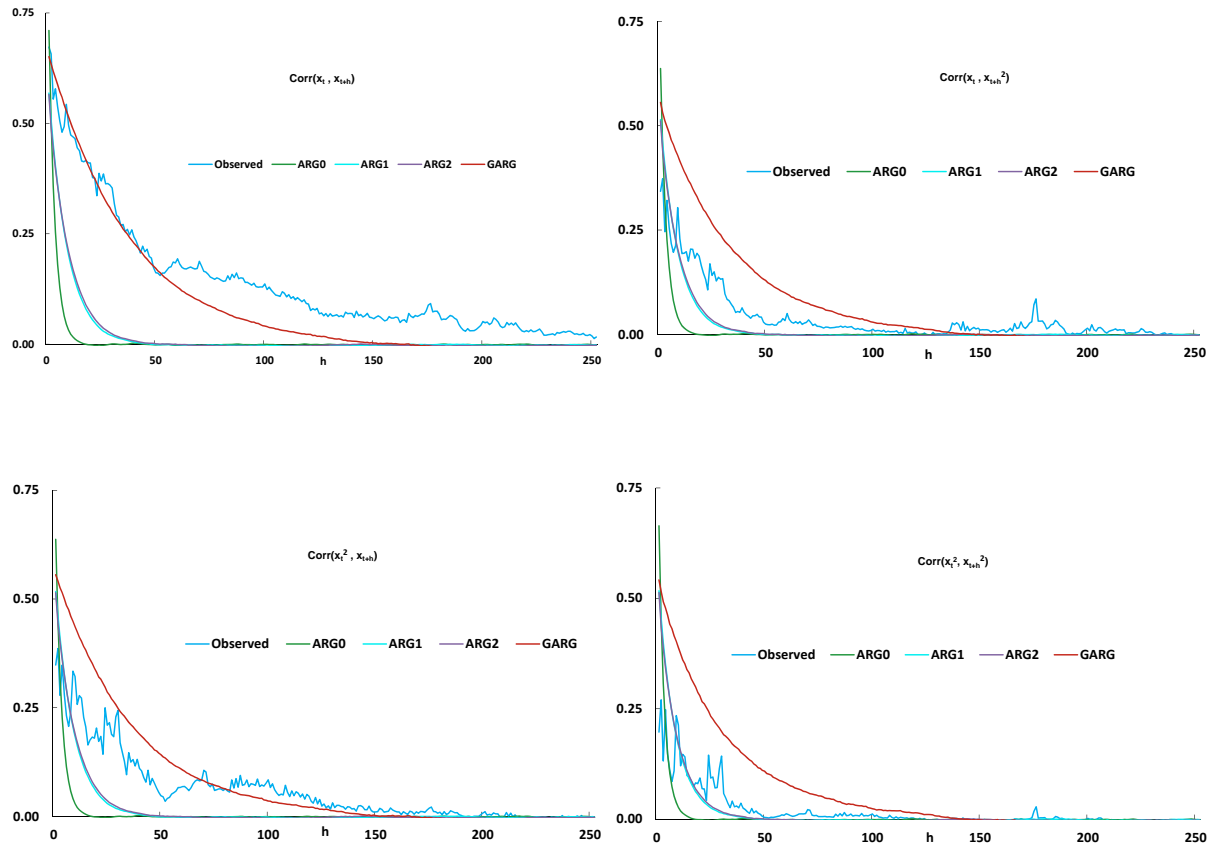 0.75
Corr(xₜ , xₜ₊ₕ)
0.50
Observed ARG0 ARG1 ARG2 GARG
0.25
0.00
0 50 100 150 200 250
h
0.75
Corr(xₜ , xₜ₊ₕ²)
0.50
Observed ARG0 ARG1 ARG2 GARG
0.25
0.00
0 50 100 150 200 250
h
0.75
Corr(xₜ² , xₜ₊ₕ)
0.50
Observed ARG0 ARG1 ARG2 GARG
0.25
0.00
0 50 100 150 200 250
h
0.75
Corr(xₜ², xₜ₊ₕ²)
0.50
Observed ARG0 ARG1 ARG2 GARG
0.25
0.00
0 50 100 150 200 250
h